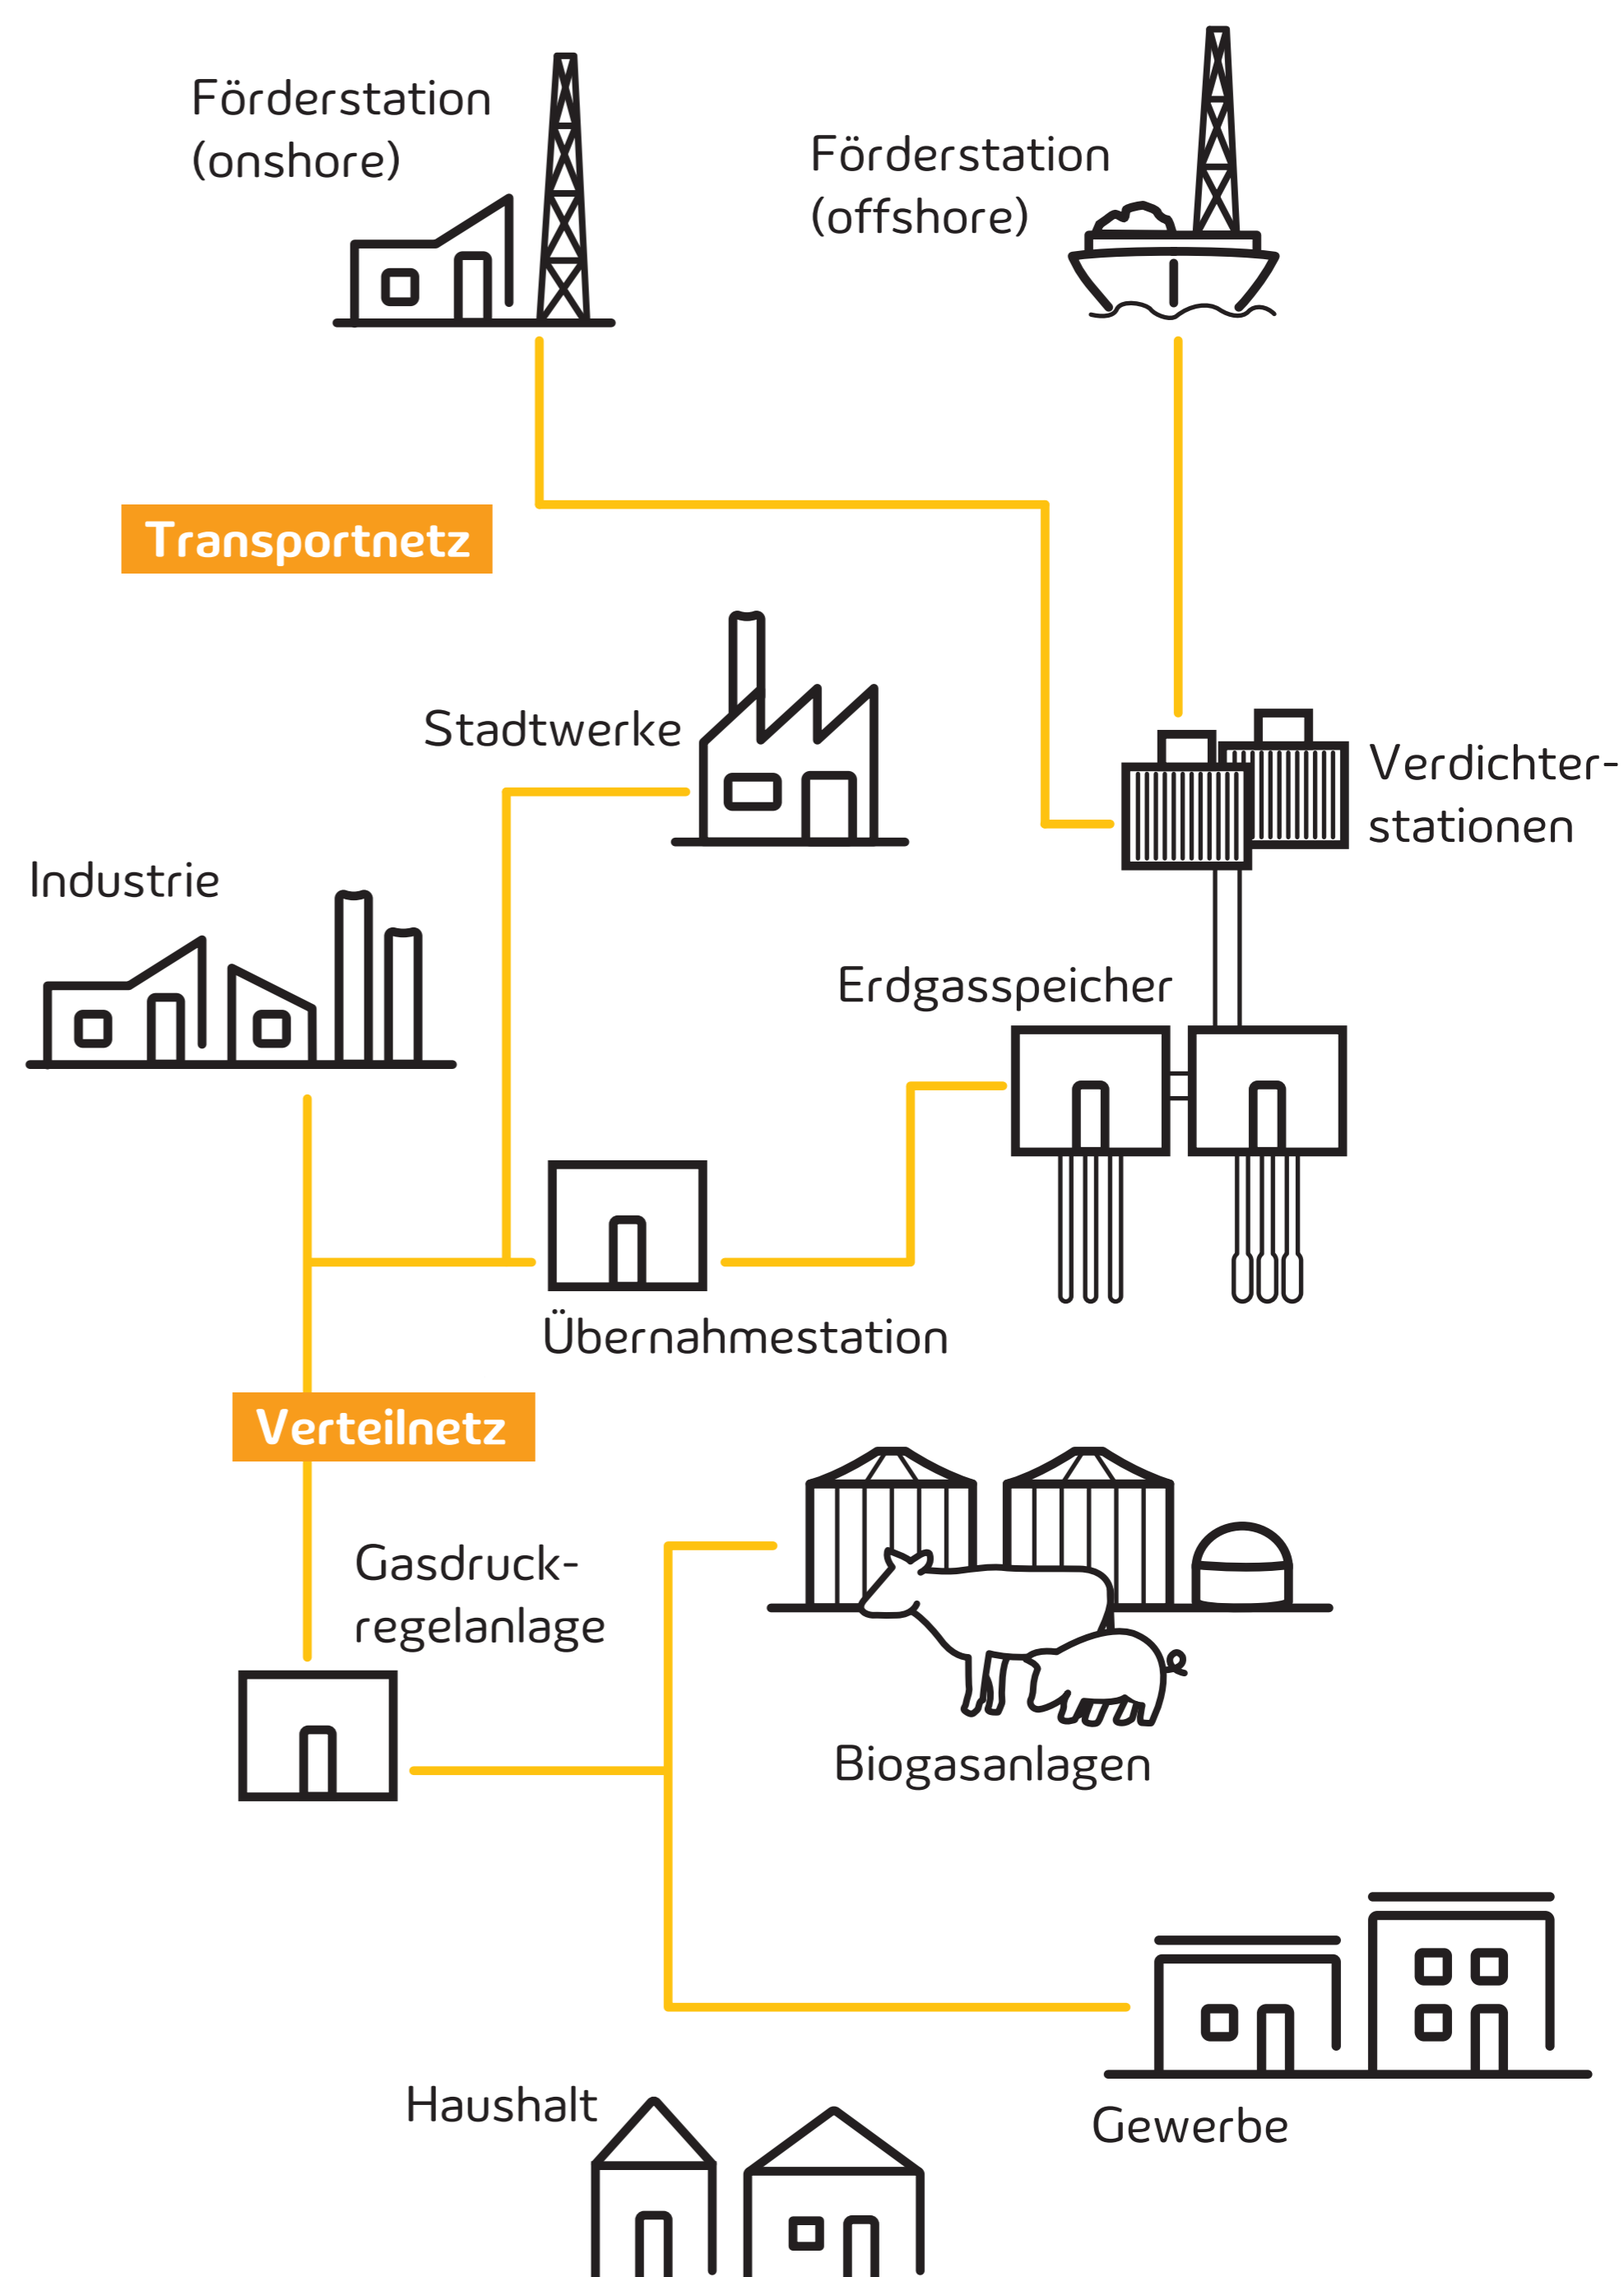 Förderstation
(onshore)
Förderstation
(offshore)
Transportnetz
Stadtwerke
Verdichter-
stationen
Industrie
Erdgasspeicher
Übernahmestation
Verteilnetz
Gasdruck-
regelanlage
Biogasanlagen
Haushalt
Gewerbe